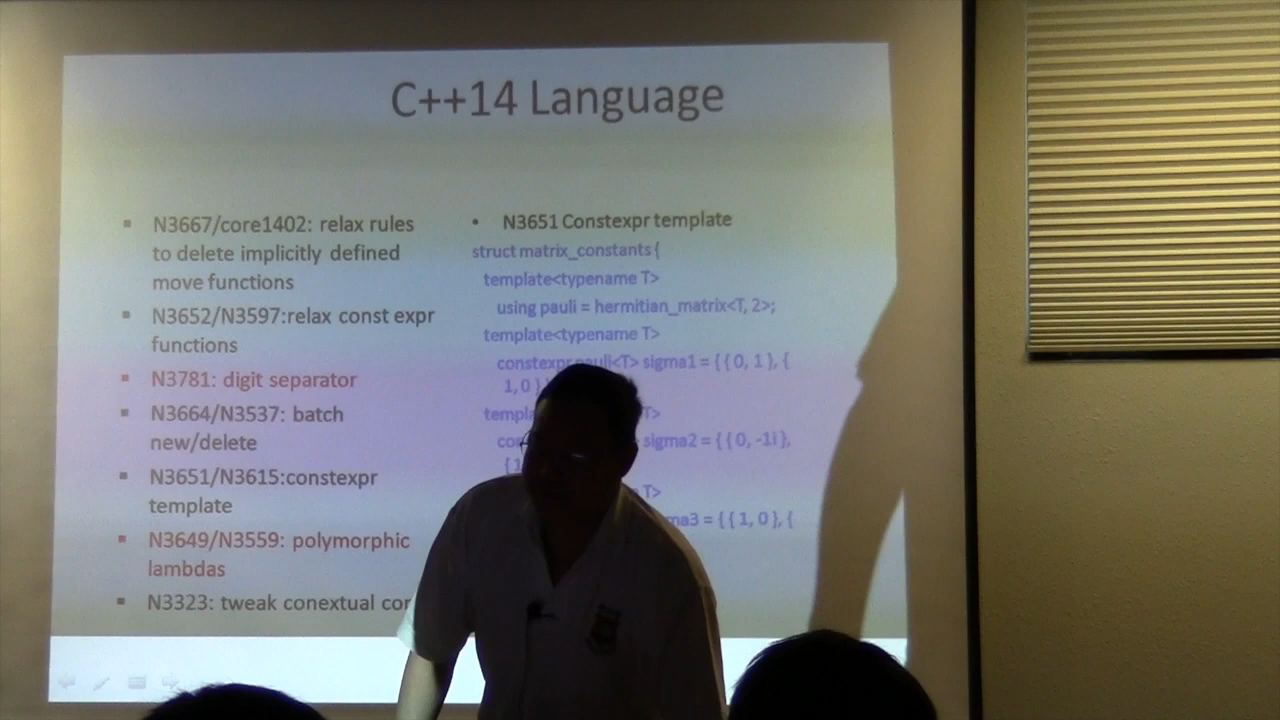 C++14 Language
N3667/core1402: relax rules
to delete implicitly defined
move functions
N3652/N3597:relax const expr
functions
N3781: digit separator
N3664/N3537: batch
new/delete
N3651/N3615:constexpr
template
N3649/N3559: polymorphic
lambdas
N3323: tweak conextual
N3651 Constexpr template
struct matrix_constants {
template<typename T>
using pauli = hermitian_matrix<T, 2>;
template<typename T>
constexpr pauli<T> sigma1 = { { 0, 1 }, {
1, 0 }
T>
sigma2 = { { 0, -1i },
T>
= { { 1, 0 }, {